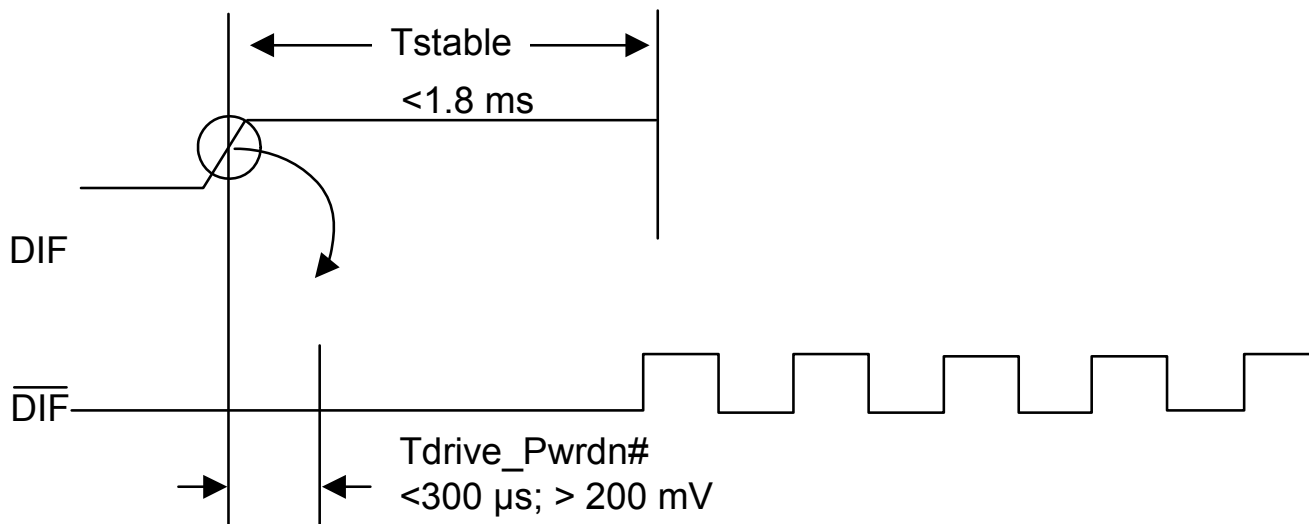 Tstable
<1.8 ms
DIF
DIF
Tdrive_Pwrdn#
<300 µs; > 200 mV